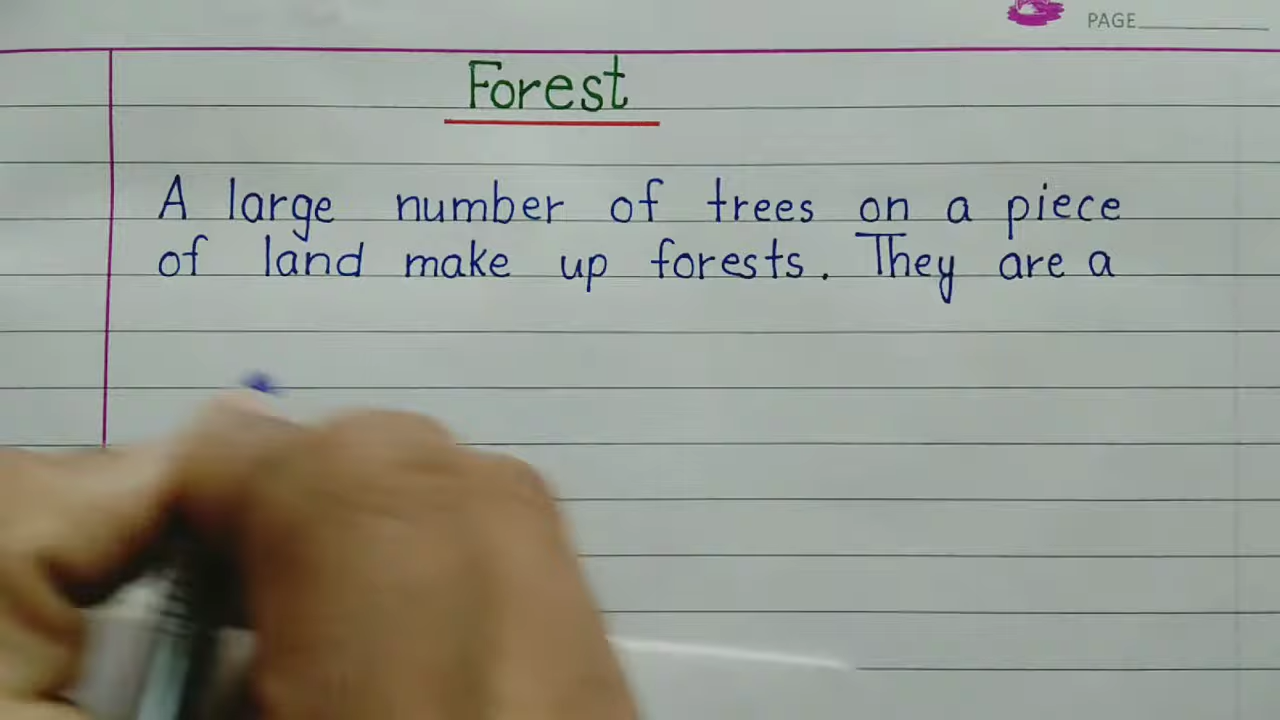 PAGE
Forest
A large number of trees on a piece
of land make up forests. They are a